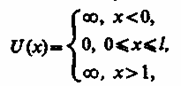 U(x)= { ∞, x<0,
0, 0⩽x⩽l,
∞, x>1,